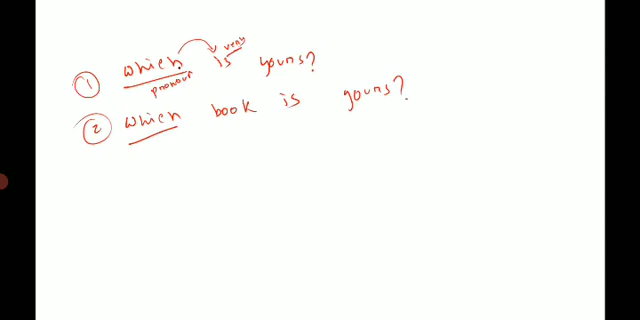 ① which is yours?
verb
pronoun
② which book is yours?